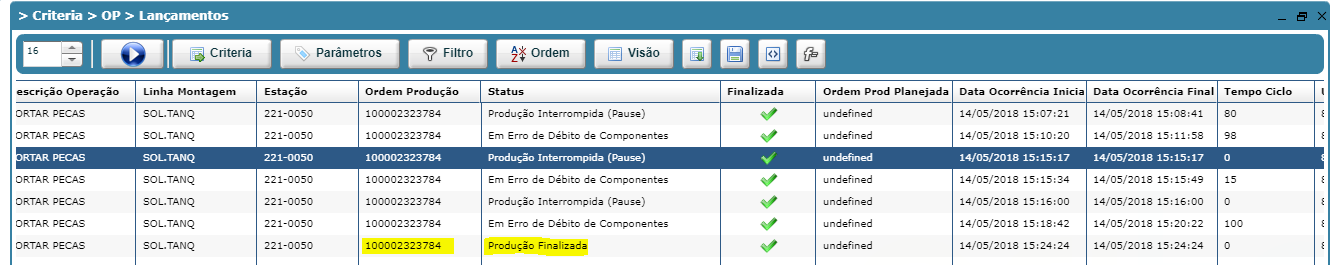 > Criteria > OP > Lançamentos
16 Criteria Parâmetros Filtro Ordem Visão
escrição Operação Linha Montagem Estação Ordem Produção Status Finalizada Ordem Prod Planejada Data Ocorrência Inicia Data Ocorrência Final Tempo Ciclo
ORTAR PECAS SOL.TANQ 221-0050 100002323784 Produção Interrompida (Pause) undefined 14/05/2018 15:07:21 14/05/2018 15:08:41 80
ORTAR PECAS SOL.TANQ 221-0050 100002323784 Em Erro de Débito de Componentes undefined 14/05/2018 15:10:20 14/05/2018 15:11:58 98
ORTAR PECAS SOL.TANQ 221-0050 100002323784 Produção Interrompida (Pause) undefined 14/05/2018 15:15:17 14/05/2018 15:15:17 0
ORTAR PECAS SOL.TANQ 221-0050 100002323784 Em Erro de Débito de Componentes undefined 14/05/2018 15:15:34 14/05/2018 15:15:49 15
ORTAR PECAS SOL.TANQ 221-0050 100002323784 Produção Interrompida (Pause) undefined 14/05/2018 15:16:00 14/05/2018 15:16:00 0
ORTAR PECAS SOL.TANQ 221-0050 100002323784 Em Erro de Débito de Componentes undefined 14/05/2018 15:18:42 14/05/2018 15:20:22 100
ORTAR PECAS SOL.TANQ 221-0050 100002323784 Produção Finalizada undefined 14/05/2018 15:24:24 14/05/2018 15:24:24 0